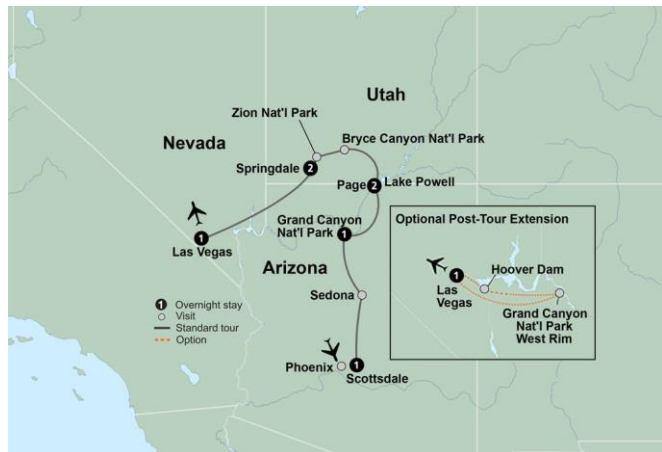 Utah
Zion Nat'l Park
Nevada
Bryce Canyon Nat'l Park
Springdale
2
Page
2
Lake Powell
Grand Canyon
Nat'l Park
1
1
Las Vegas
Arizona
Sedona
Phoenix
1
Scottsdale
1 Overnight stay
Visit
Standard tour
Option
Optional Post-Tour Extension
1
Las
Vegas
Hoover Dam
Grand Canyon
Nat'l Park
West Rim